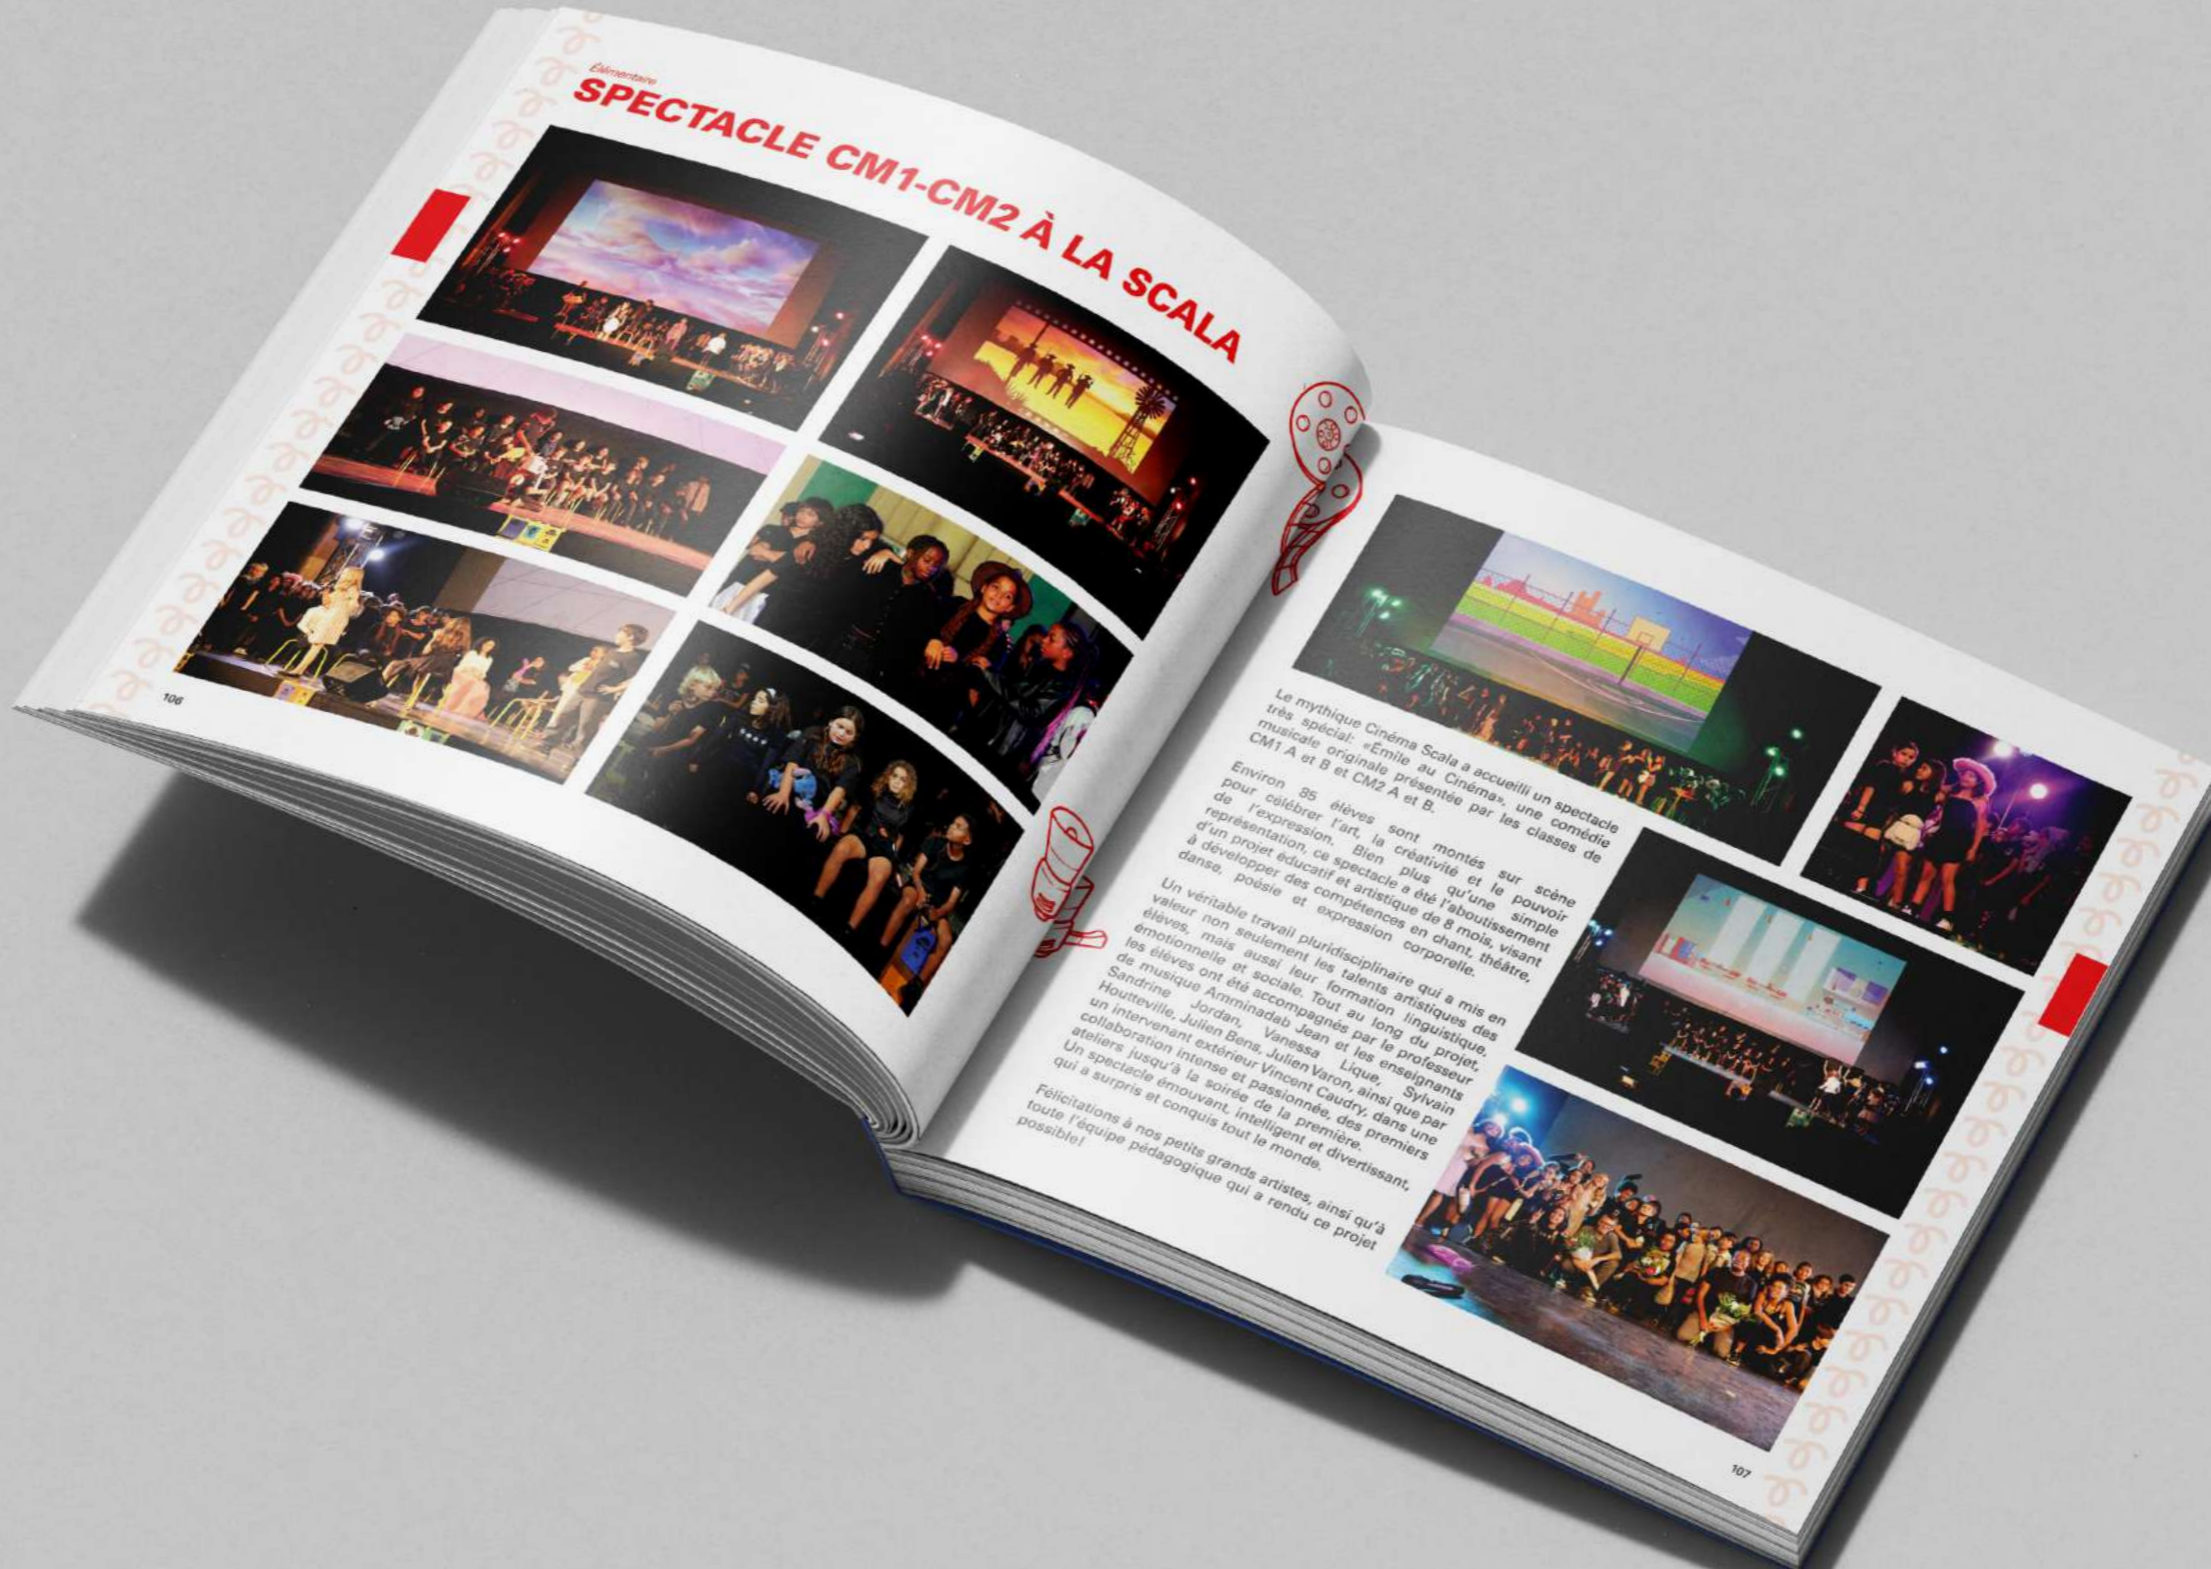 Élémentaire
SPECTACLE CM1-CM2 À LA SCALA
106
Le mythique Cinéma Scala a accueilli un spectacle
très spécial: «Émile au Cinéma», une comédie
musicale originale présentée par les classes de
CM1 A et B et CM2 A et B.
Environ 85 élèves sont montés sur scène
pour célébrer l'art, la créativité et le pouvoir
de l'expression. Bien plus qu'une simple
représentation, ce spectacle a été l'aboutissement
d'un projet éducatif et artistique de 8 mois, visant
à développer des compétences en chant, théâtre,
danse, poésie et expression corporelle.
Un véritable travail pluridisciplinaire qui a mis en
valeur non seulement les talents artistiques des
élèves, mais aussi leur formation linguistique,
émotionnelle et sociale. Tout au long du projet,
les élèves ont été accompagnés par le professeur
de musique Amminadab Jean et les enseignants
Sandrine Jordan, Vanessa Lique, Sylvain
Houtteville, Julien Bens, Julien Varon, ainsi que par
un intervenant extérieur Vincent Caudry, dans une
collaboration intense et passionnée, des premiers
ateliers jusqu'à la soirée de la première.
Un spectacle émouvant, intelligent et divertissant,
qui a surpris et conquis tout le monde.
Félicitations à nos petits grands artistes, ainsi qu'à
toute l'équipe pédagogique qui a rendu ce projet
possible!
107